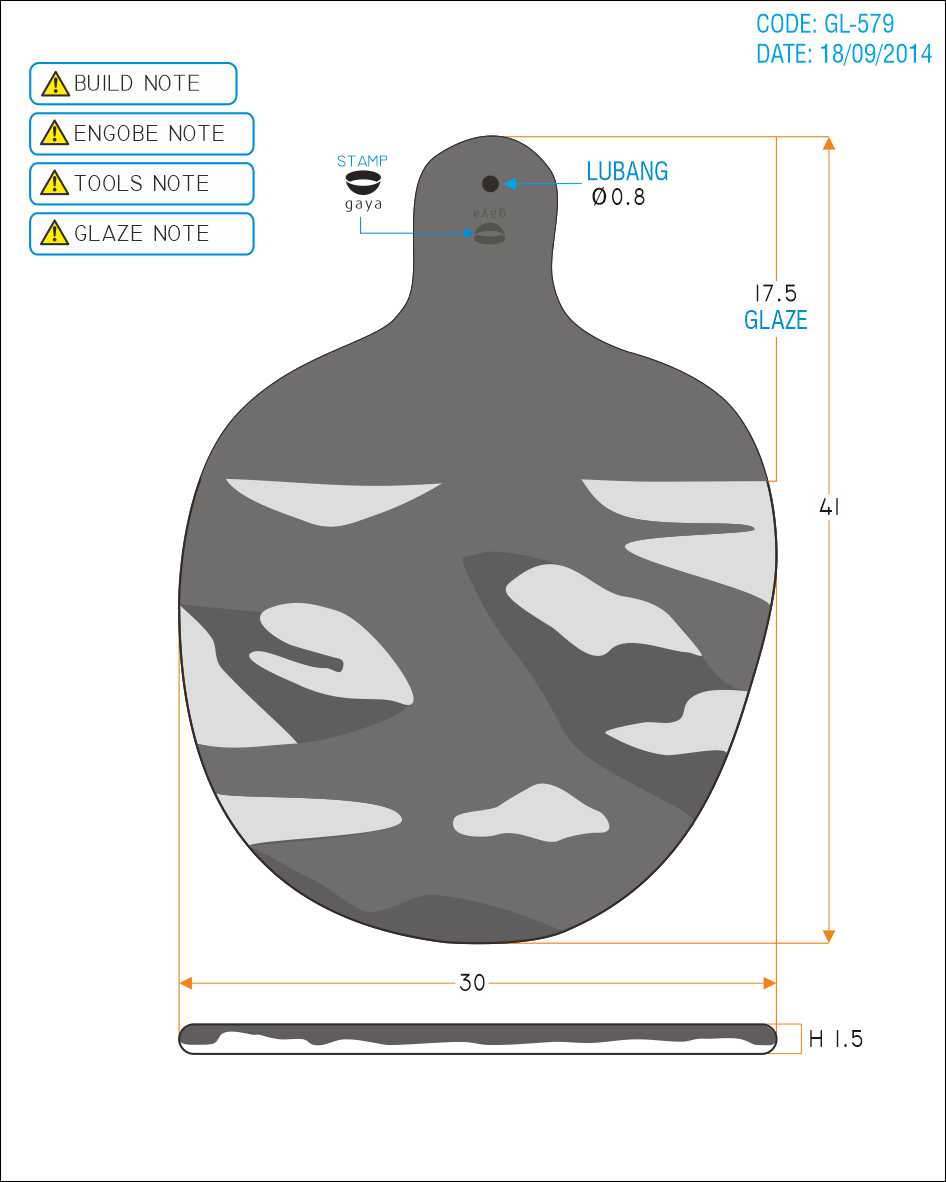 CODE: GL-579
DATE: 18/09/2014
BUILD NOTE
ENGOBE NOTE
TOOLS NOTE
GLAZE NOTE
STAMP
gaya
LUBANG
Ø 0.8
gaya
17.5
GLAZE
41
30
H 1.5